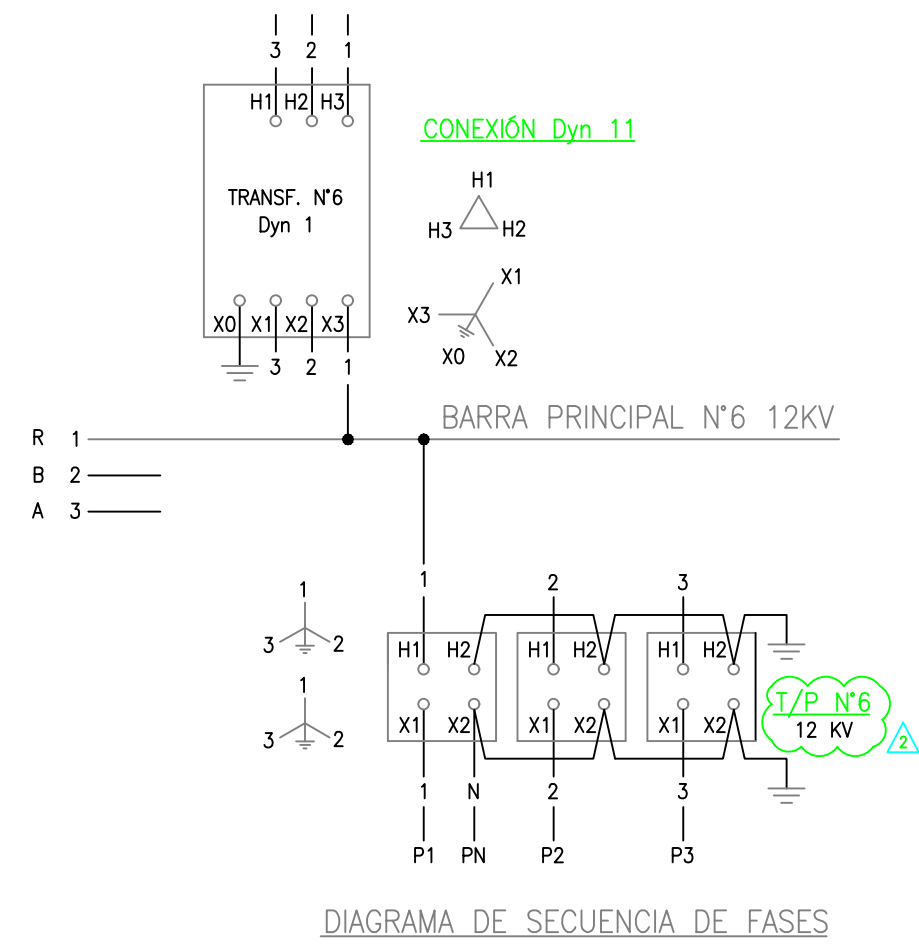 3 2 1
H1 H2 H3
CONEXIÓN Dyn 11
TRANSF. N°6
Dyn 1
H1
H3 H2
X1
X3
X0 X2
X0 X1 X2 X3
3 2 1
BARRA PRINCIPAL N°6 12KV
R 1
B 2
A 3
1 2 3
1
3 2
H1 H2 H1 H2 H1 H2
1
3 2
X1 X2 X1 X2 X1 X2
T/P N°6
12 KV
2
1 N 2 3
P1 PN P2 P3
DIAGRAMA DE SECUENCIA DE FASES